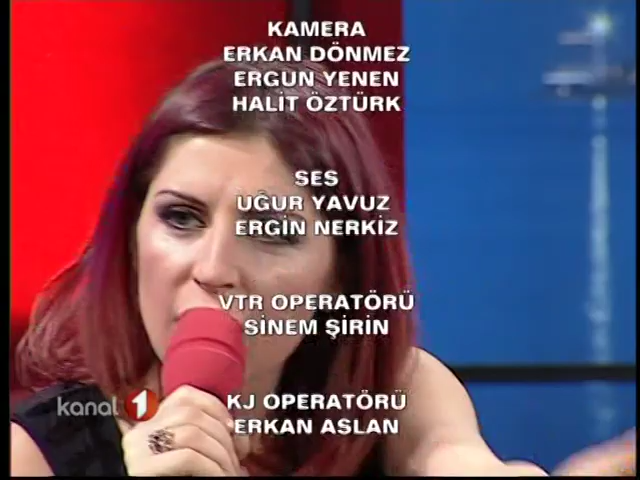 KAMERA
ERKAN DÖNMEZ
ERGUN YENEN
HALİT ÖZTÜRK
SES
UĞUR YAVUZ
ERGİN NERKİZ
VTR OPERATÖRÜ
SİNEM ŞİRİN
kanal 1
KJ OPERATÖRÜ
ERKAN ASLAN